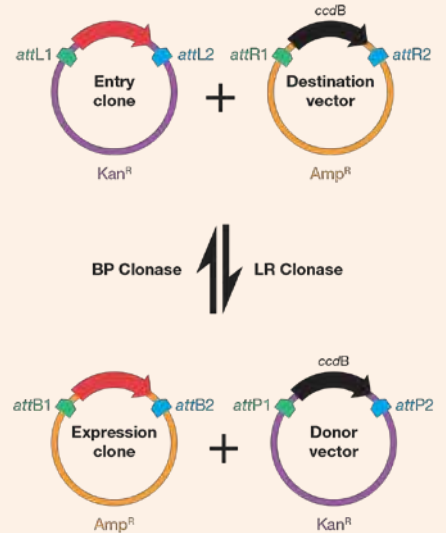 ccdB
attL1
attL2
attR1
attR2
Entry
clone
+
Destination
vector
Kanᴿ
Ampᴿ
BP Clonase
LR Clonase
ccdB
attB1
attB2
attP1
attP2
Expression
clone
+
Donor
vector
Ampᴿ
Kanᴿ